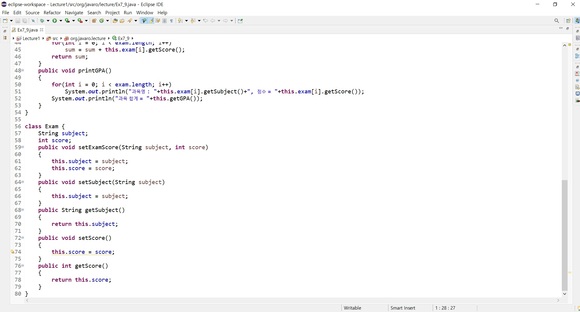 eclipse-workspace - Lecture1/src/org/javaro/lecture/Ex7_9.java - Eclipse IDE
File Edit Source Refactor Navigate Search Project Run Window Help
Ex7_9.java
Lecture1 src org.javaro.lecture Ex7_9
44 for(int i = 0; i < exam.length; i++)
45 sum = sum + this.exam[i].getScore();
46 return sum;
47 }
48 public void printGPA()
49 {
50 for(int i = 0; i < exam.length; i++)
51 System.out.println("과목명 : "+this.exam[i].getSubject()+", 점수 = "+this.exam[i].getScore());
52 System.out.println("과목 합계 = "+this.getGPA());
53 }
54 }
55
56 class Exam {
57 String subject;
58 int score;
59 public void setExamScore(String subject, int score)
60 {
61 this.subject = subject;
62 this.score = score;
63 }
64 public void setSubject(String subject)
65 {
66 this.subject = subject;
67 }
68 public String getSubject()
69 {
70 return this.subject;
71 }
72 public void setScore()
73 {
74 this.score = score;
75 }
76 public int getScore()
77 {
78 return this.score;
79 }
80 }
Writable Smart Insert 1 : 28 : 27